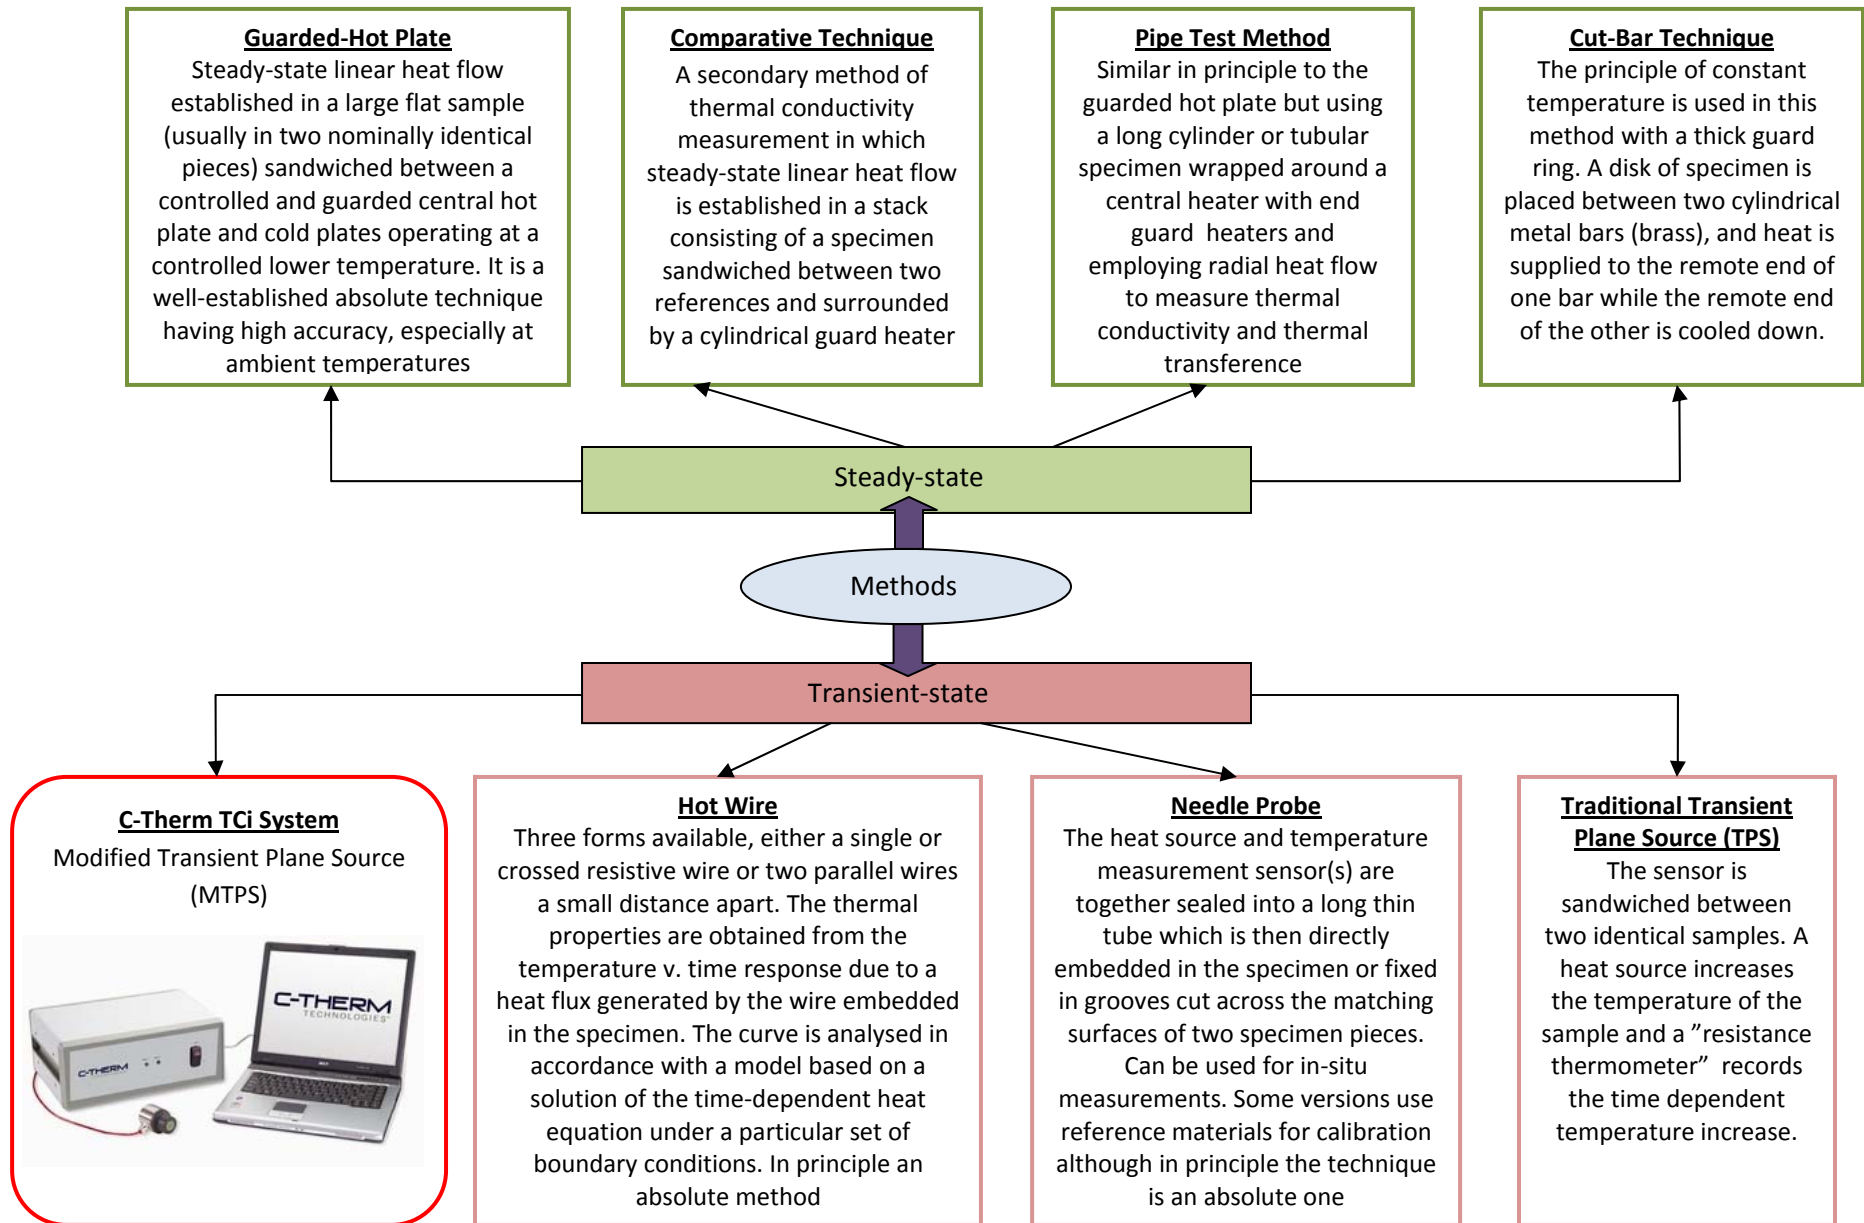 Guarded-Hot Plate
Steady-state linear heat flow
established in a large flat sample
(usually in two nominally identical
pieces) sandwiched between a
controlled and guarded central hot
plate and cold plates operating at a
controlled lower temperature. It is a
well-established absolute technique
having high accuracy, especially at
ambient temperatures
Comparative Technique
A secondary method of
thermal conductivity
measurement in which
steady-state linear heat flow
is established in a stack
consisting of a specimen
sandwiched between two
references and surrounded
by a cylindrical guard heater
Pipe Test Method
Similar in principle to the
guarded hot plate but using
a long cylinder or tubular
specimen wrapped around a
central heater with end
guard heaters and
employing radial heat flow
to measure thermal
conductivity and thermal
transference
Cut-Bar Technique
The principle of constant
temperature is used in this
method with a thick guard
ring. A disk of specimen is
placed between two cylindrical
metal bars (brass), and heat is
supplied to the remote end of
one bar while the remote end
of the other is cooled down.
Steady-state
Methods
Transient-state
C-Therm TCi System
Modified Transient Plane Source
(MTPS)
C-THERM
TECHNOLOGIES
C-THERM
Hot Wire
Three forms available, either a single or
crossed resistive wire or two parallel wires
a small distance apart. The thermal
properties are obtained from the
temperature v. time response due to a
heat flux generated by the wire embedded
in the specimen. The curve is analysed in
accordance with a model based on a
solution of the time-dependent heat
equation under a particular set of
boundary conditions. In principle an
absolute method
Needle Probe
The heat source and temperature
measurement sensor(s) are
together sealed into a long thin
tube which is then directly
embedded in the specimen or fixed
in grooves cut across the matching
surfaces of two specimen pieces.
Can be used for in-situ
measurements. Some versions use
reference materials for calibration
although in principle the technique
is an absolute one
Traditional Transient
Plane Source (TPS)
The sensor is
sandwiched between
two identical samples. A
heat source increases
the temperature of the
sample and a ”resistance
thermometer” records
the time dependent
temperature increase.